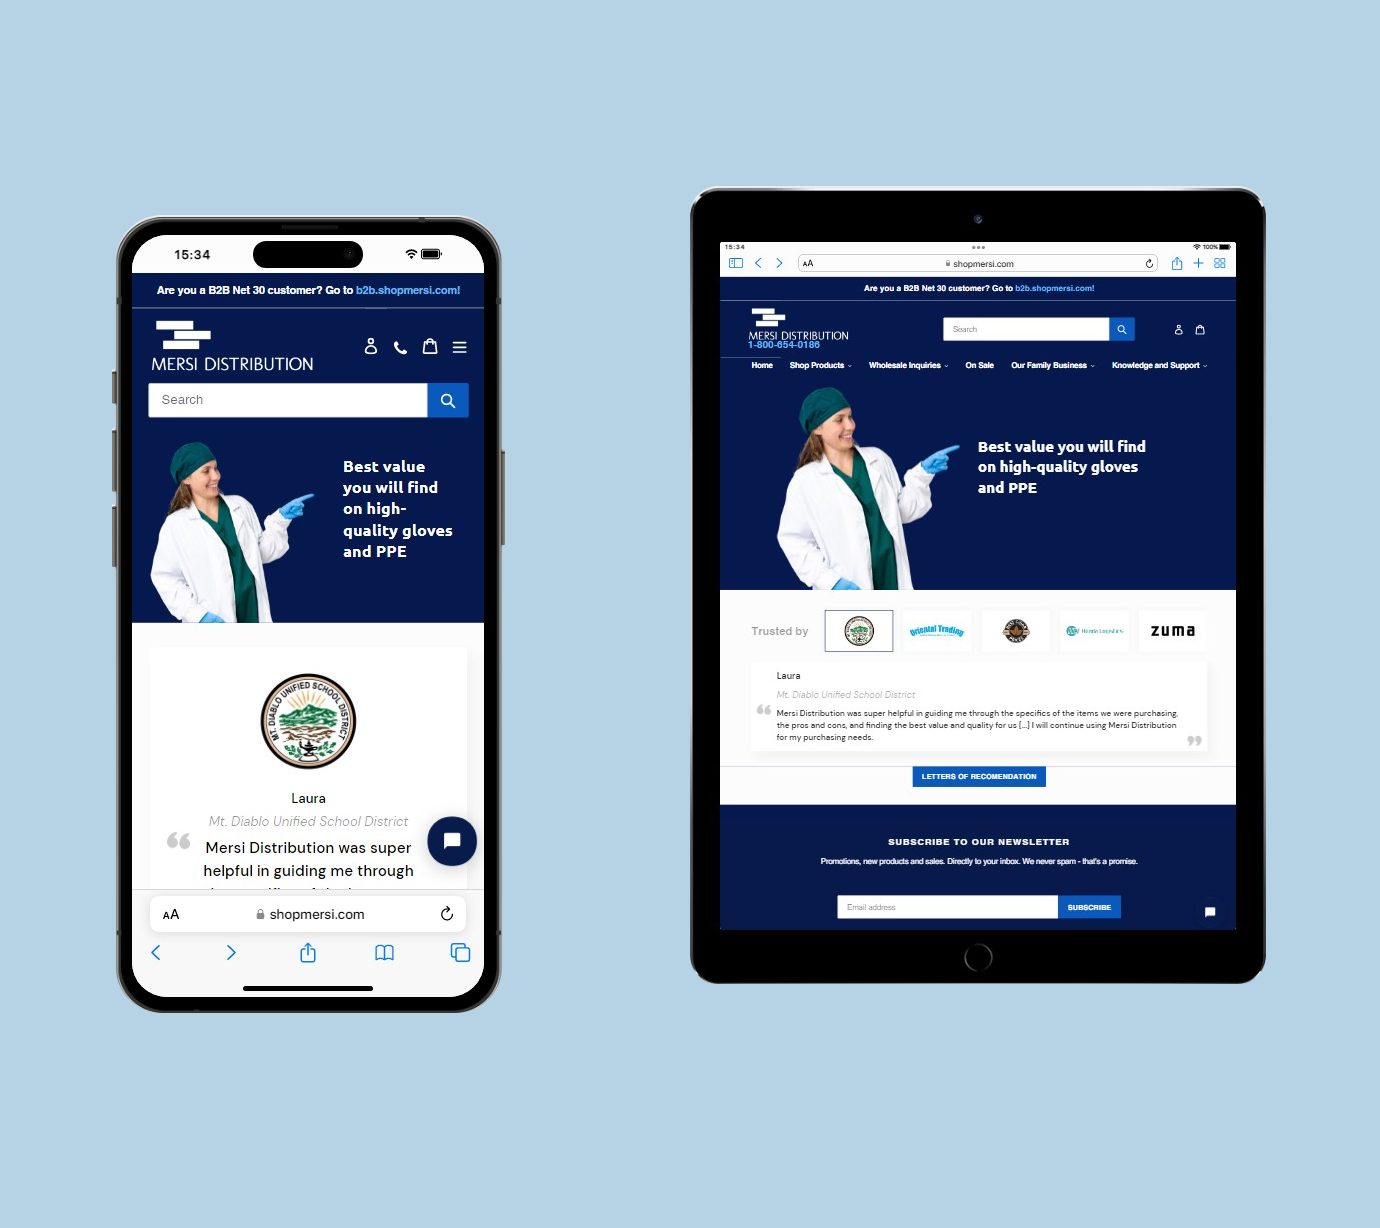 15:34
Are you a B2B Net 30 customer? Go to b2b.shopmersi.com!
MERSI DISTRIBUTION
Search
Best value
you will find
on high-
quality gloves
and PPE
MT. DIABLO UNIFIED SCHOOL DISTRICT
Laura
Mt. Diablo Unified School District
Mersi Distribution was super
helpful in guiding me through
AA shopmersi.com
15:34
100%
AA shopmersi.com
Are you a B2B Net 30 customer? Go to b2b.shopmersi.com!
MERSI DISTRIBUTION
1-800-654-0186
Search
Home Shop Products Wholesale Inquiries On Sale Our Family Business Knowledge and Support
Best value you will find
on high-quality gloves
and PPE
Trusted by
Oriental Trading
Honda Logistics
zuma
Laura
Mt. Diablo Unified School District
Mersi Distribution was super helpful in guiding me through the specifics of the items we were purchasing,
the pros and cons, and finding the best value and quality for us [...] I will continue using Mersi Distribution
for my purchasing needs.
LETTERS OF RECOMENDATION
SUBSCRIBE TO OUR NEWSLETTER
Promotions, new products and sales. Directly to your inbox. We never spam - that's a promise.
Email address
SUBSCRIBE